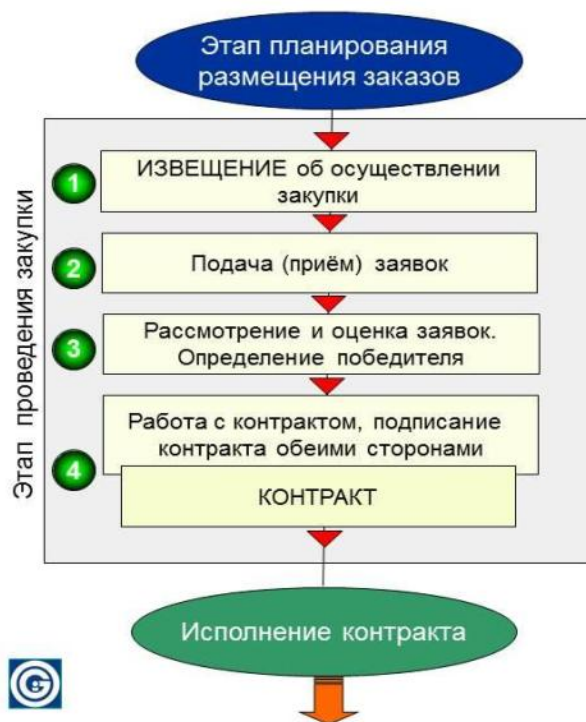 Этап планирования
размещения заказов
Этап проведения закупки
1
ИЗВЕЩЕНИЕ об осуществлении
закупки
2
Подача (приём) заявок
3
Рассмотрение и оценка заявок.
Определение победителя
4
Работа с контрактом, подписание
контракта обеими сторонами
КОНТРАКТ
Исполнение контракта